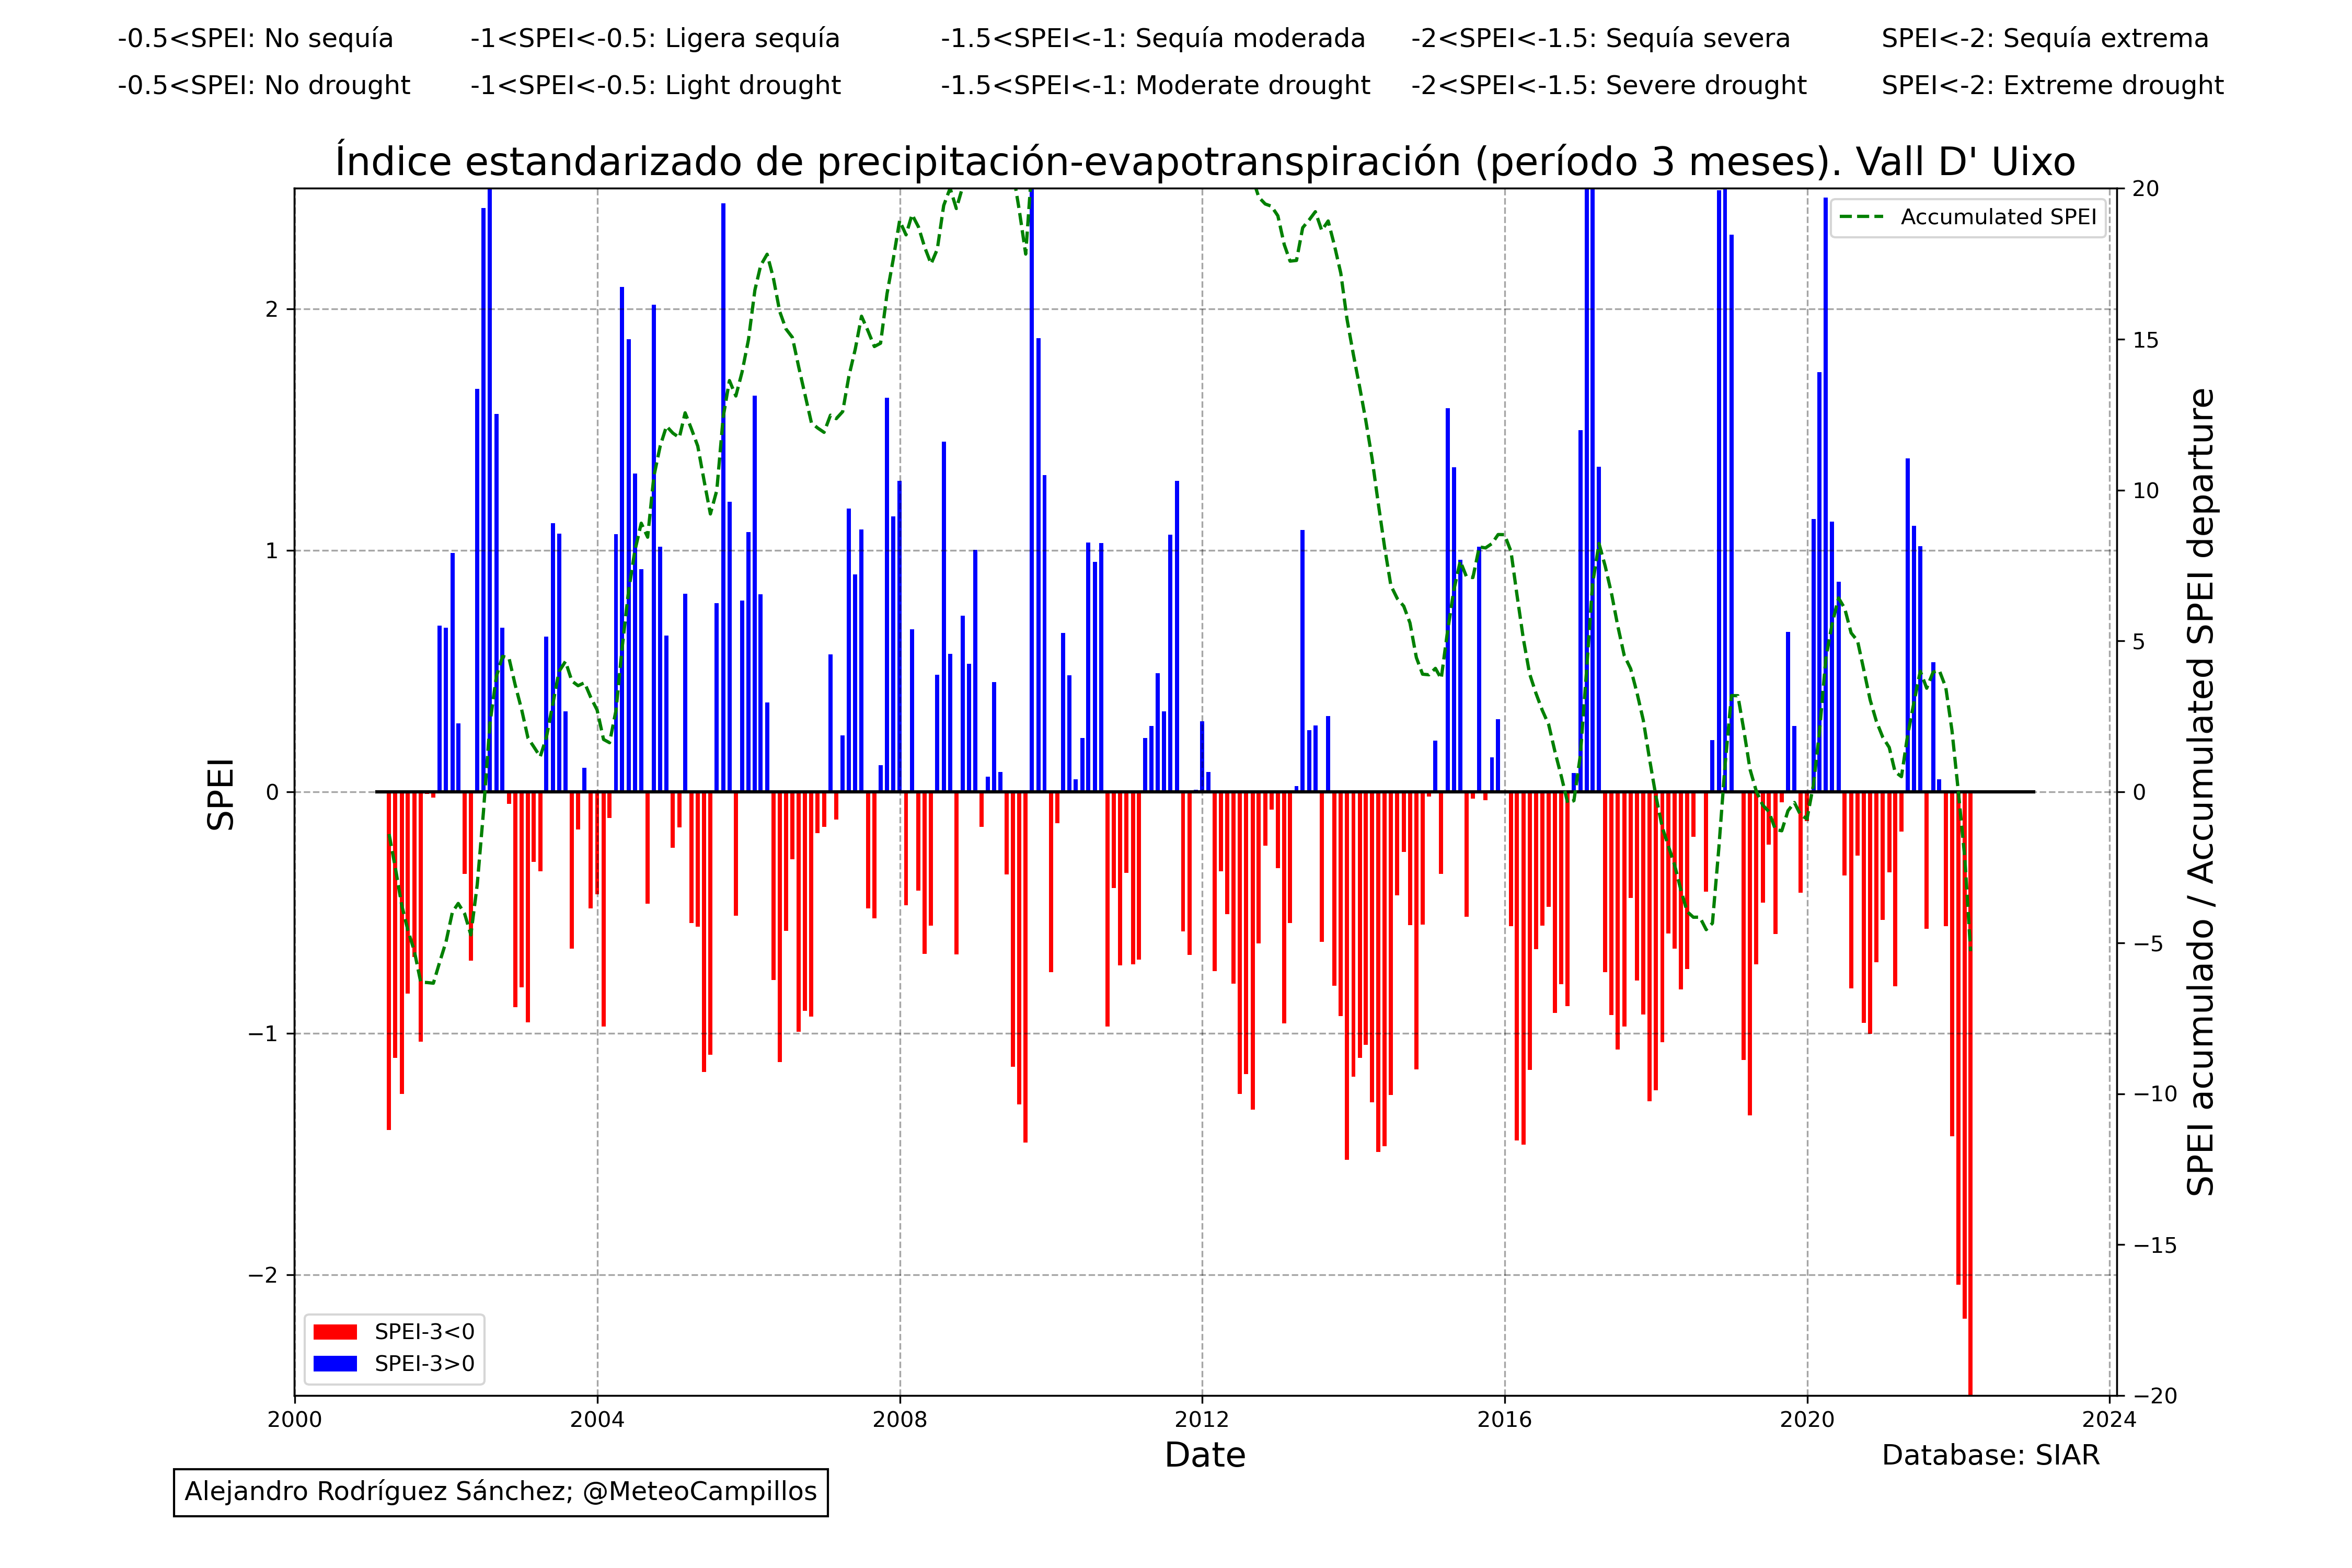 -0.5<SPEI: No sequía -1<SPEI<-0.5: Ligera sequía -1.5<SPEI<-1: Sequía moderada -2<SPEI<-1.5: Sequía severa SPEI<-2: Sequía extrema
-0.5<SPEI: No drought -1<SPEI<-0.5: Light drought -1.5<SPEI<-1: Moderate drought -2<SPEI<-1.5: Severe drought SPEI<-2: Extreme drought
Índice estandarizado de precipitación-evapotranspiración (período 3 meses). Vall D' Uixo
SPEI
2
1
0
−1
−2
20
15
10
5
0
−5
−10
−15
−20
SPEI acumulado / Accumulated SPEI departure
Accumulated SPEI
SPEI-3<0
SPEI-3>0
2000 2004 2008 2012 2016 2020 2024
Date
Database: SIAR
Alejandro Rodríguez Sánchez; @MeteoCampillos